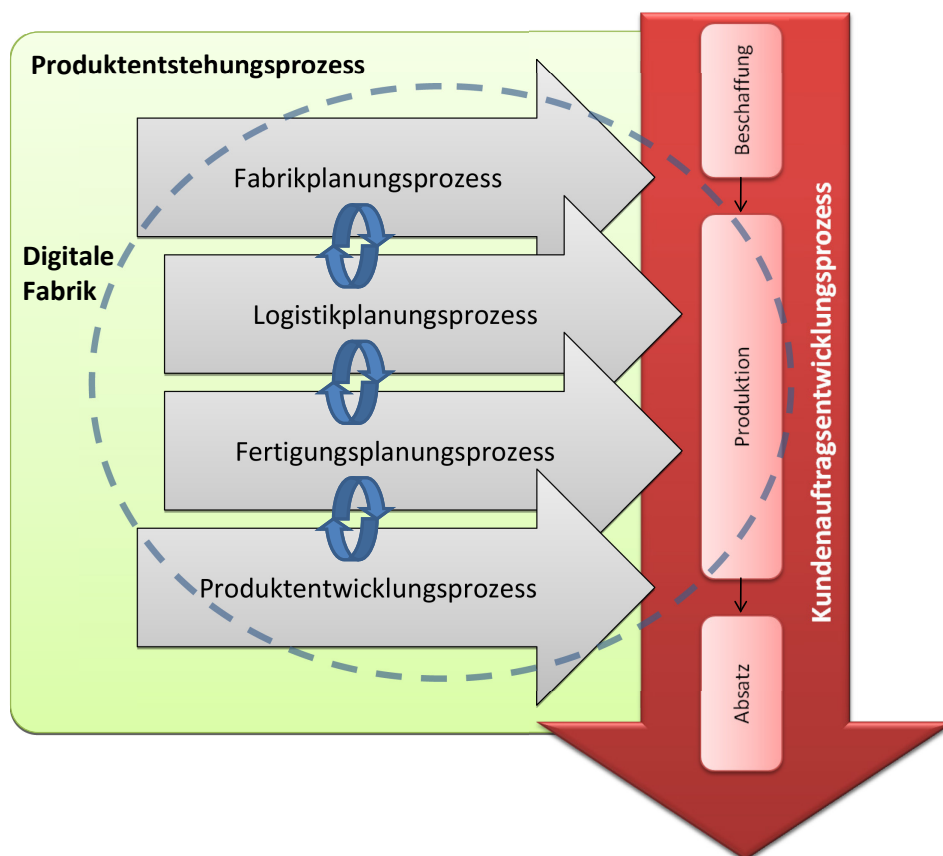 Produktentstehungsprozess
Fabrikplanungsprozess
Digitale
Fabrik
Logistikplanungsprozess
Fertigungsplanungsprozess
Produktentwicklungsprozess
Beschaffung
Produktion
Absatz
Kundenauftragsentwicklungsprozess